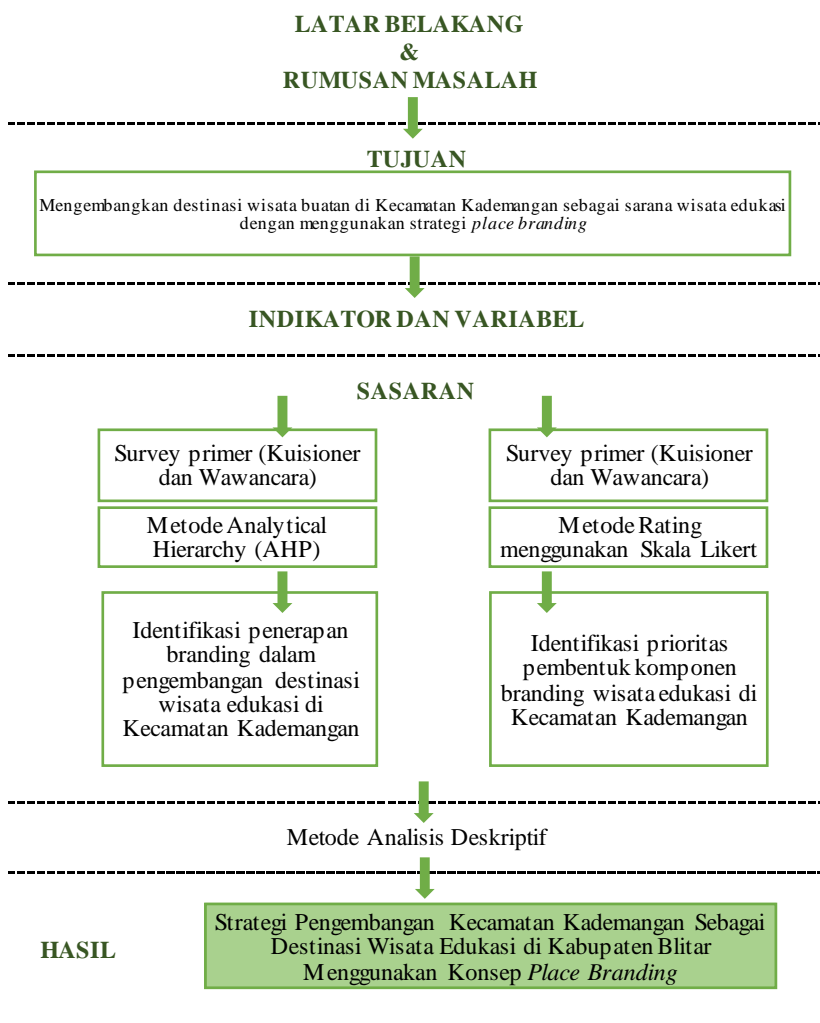 LATAR BELAKANG
&
RUMUSAN MASALAH
TUJUAN
Mengembangkan destinasi wisata buatan di Kecamatan Kademangan sebagai sarana wisata edukasi
dengan menggunakan strategi place branding
INDIKATOR DAN VARIABEL
SASARAN
Survey primer (Kuisioner
dan Wawancara)
Metode Analytical
Hierarchy (AHP)
Identifikasi penerapan
branding dalam
pengembangan destinasi
wisata edukasi di
Kecamatan Kademangan
Survey primer (Kuisioner
dan Wawancara)
Metode Rating
menggunakan Skala Likert
Identifikasi prioritas
pembentuk komponen
branding wisata edukasi di
Kecamatan Kademangan
Metode Analisis Deskriptif
HASIL
Strategi Pengembangan Kecamatan Kademangan Sebagai
Destinasi Wisata Edukasi di Kabupaten Blitar
Menggunakan Konsep Place Branding